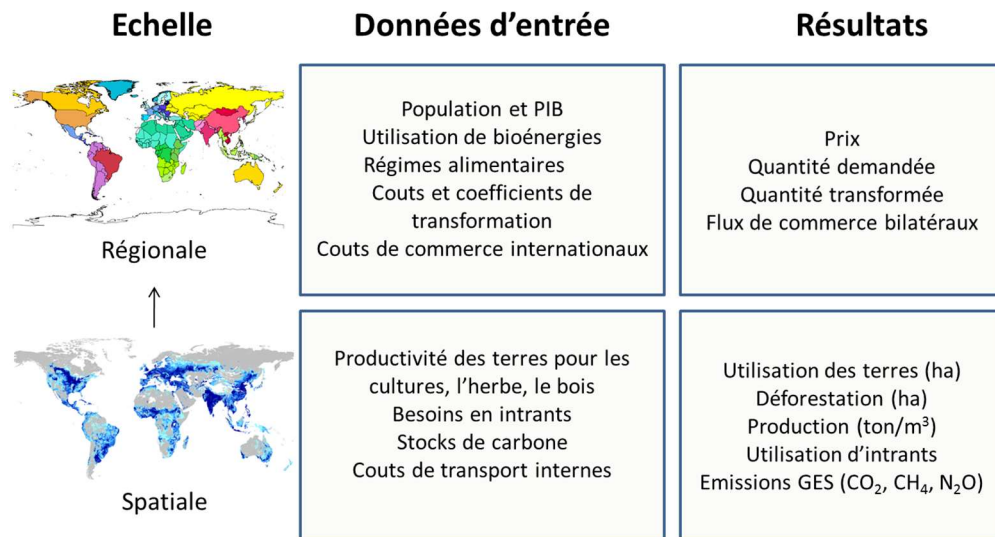 Echelle
Données d’entrée
Résultats
Régionale
Population et PIB
Utilisation de bioénergies
Régimes alimentaires
Couts et coefficients de
transformation
Couts de commerce internationaux
Prix
Quantité demandée
Quantité transformée
Flux de commerce bilatéraux
Spatiale
Productivité des terres pour les
cultures, l’herbe, le bois
Besoins en intrants
Stocks de carbone
Couts de transport internes
Utilisation des terres (ha)
Déforestation (ha)
Production (ton/m³)
Utilisation d’intrants
Emissions GES (CO₂, CH₄, N₂O)